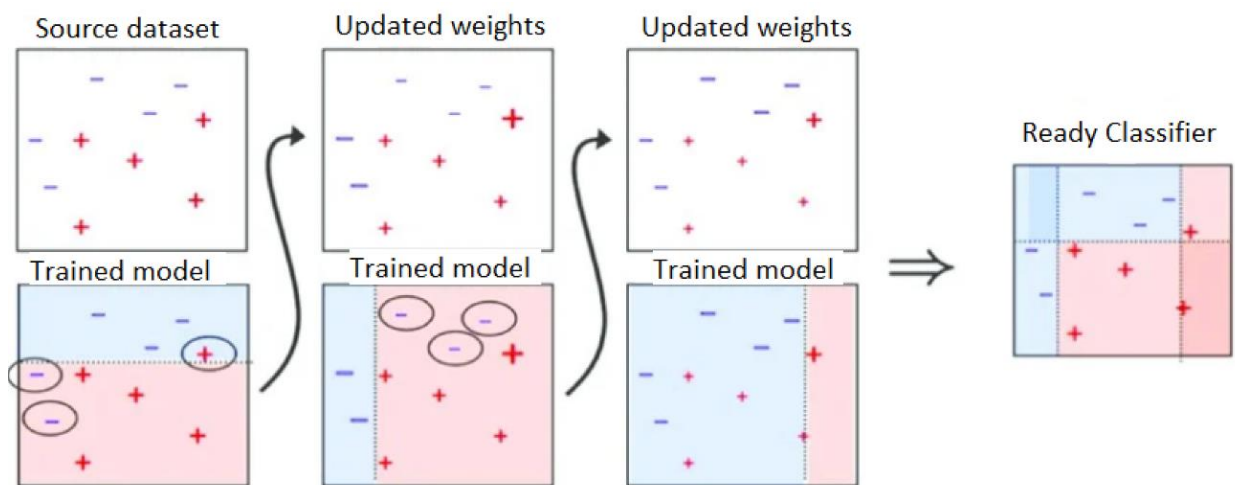 Source dataset
Updated weights
Updated weights
Ready Classifier
Trained model
Trained model
Trained model